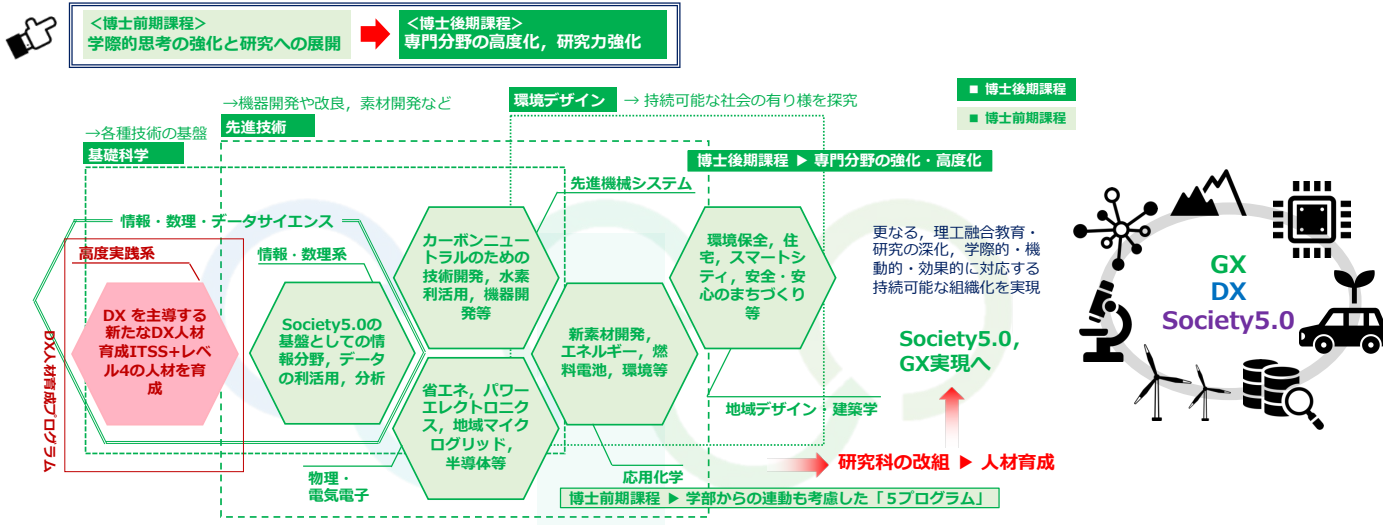 ＜博士前期課程＞
学際的思考の強化と研究への展開
＜博士後期課程＞
専門分野の高度化，研究力強化
■ 博士後期課程
■ 博士前期課程
→各種技術の基盤
基礎科学
→機器開発や改良，素材開発など
先進技術
環境デザイン
→ 持続可能な社会の有り様を探究
博士後期課程 ▶ 専門分野の強化・高度化
先進機械システム
情報・数理・データサイエンス
高度実践系
情報・数理系
DX人材育成プログラム
DX を主導する
新たなDX人材
育成ITSS+レベ
ル4の人材を育
成
Society5.0の
基盤としての情
報分野，データ
の利活用，分析
カーボンニュー
トラルのための
技術開発，水素
利活用，機器開
発等
省エネ，パワー
エレクトロニク
ス，地域マイク
ログリッド，
半導体等
新素材開発，
エネルギー，燃
料電池，環境等
環境保全，住
宅，スマートシ
ティ，安全・安
心のまちづくり
等
物理・
電気電子
応用化学
地域デザイン・建築学
博士前期課程 ▶ 学部からの連動も考慮した「５プログラム」
更なる，理工融合教育・
研究の深化，学際的・機
動的・効果的に対応する
持続可能な組織化を実現
Society5.0，
GX実現へ
研究科の改組 ▶ 人材育成
GX
DX
Society5.0